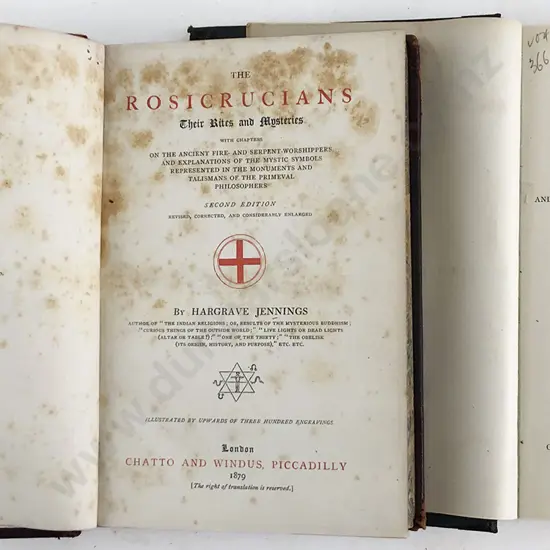 THE
ROSICRUCIANS
Their Rites and Mysteries
WITH CHAPTERS
ON THE ANCIENT FIRE- AND SERPENT-WORSHIPPERS,
AND EXPLANATIONS OF THE MYSTIC SYMBOLS
REPRESENTED IN THE MONUMENTS AND
TALISMANS OF THE PRIMEVAL
PHILOSOPHERS
SECOND EDITION
REVISED, CORRECTED, AND CONSIDERABLY ENLARGED
BY HARGRAVE JENNINGS
AUTHOR OF "THE INDIAN RELIGIONS; OR, RESULTS OF THE MYSTERIOUS BUDDHISM;
"CURIOUS THINGS OF THE OUTSIDE WORLD;" "LIVE LIGHTS OR DEAD LIGHTS
(ALTAR OR TABLE?);" "ONE OF THE THIRTY;" "THE OBELISK
(ITS ORIGIN, HISTORY, AND PURPOSE)," ETC. ETC.
ILLUSTRATED BY UPWARDS OF THREE HUNDRED ENGRAVINGS
London
CHATTO AND WINDUS, PICCADILLY
1879
[The right of translation is reserved.]
366
AND